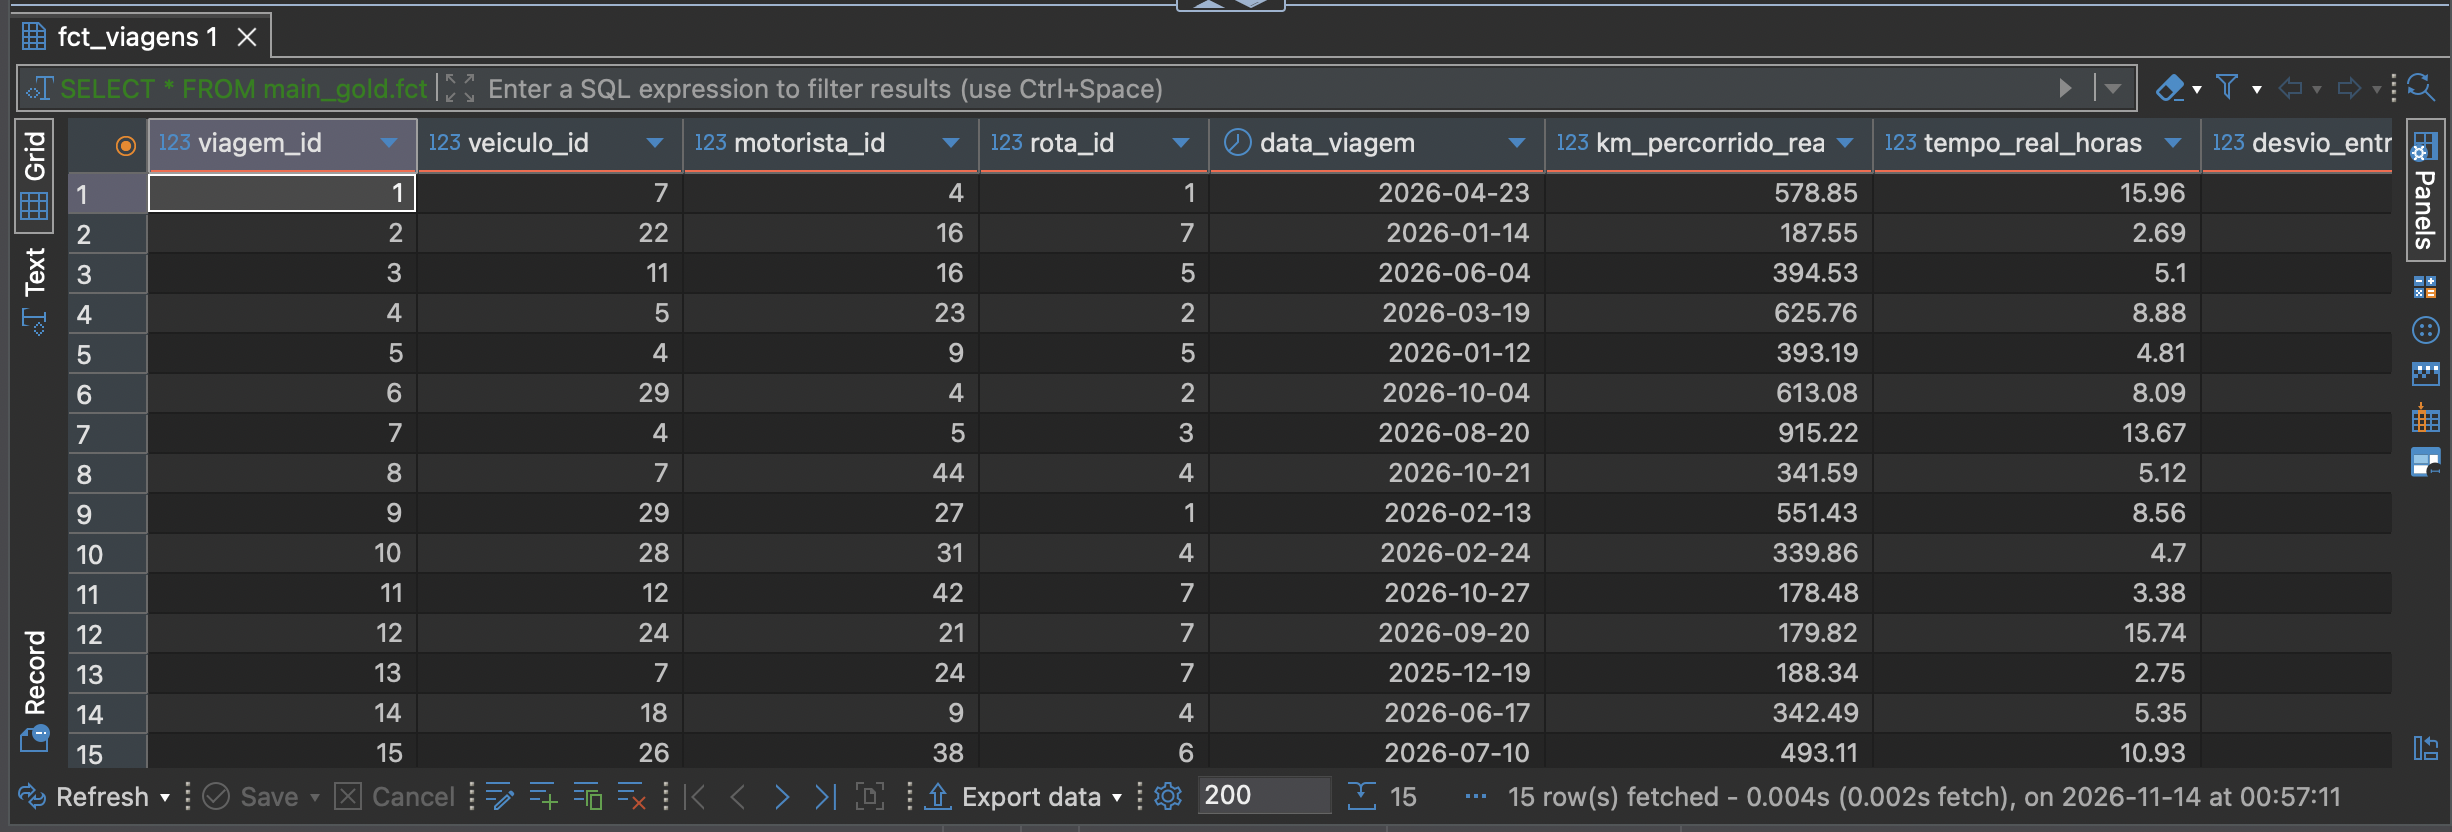 fct_viagens 1
SELECT * FROM main_gold.fct Enter a SQL expression to filter results (use Ctrl+Space)
Grid
Text
Record
Panels
123 viagem_id 123 veiculo_id 123 motorista_id 123 rota_id data_viagem 123 km_percorrido_rea 123 tempo_real_horas 123 desvio_entr
1 1 7 4 1 2026-04-23 578.85 15.96
2 2 22 16 7 2026-01-14 187.55 2.69
3 3 11 16 5 2026-06-04 394.53 5.1
4 4 5 23 2 2026-03-19 625.76 8.88
5 5 4 9 5 2026-01-12 393.19 4.81
6 6 29 4 2 2026-10-04 613.08 8.09
7 7 4 5 3 2026-08-20 915.22 13.67
8 8 7 44 4 2026-10-21 341.59 5.12
9 9 29 27 1 2026-02-13 551.43 8.56
10 10 28 31 4 2026-02-24 339.86 4.7
11 11 12 42 7 2026-10-27 178.48 3.38
12 12 24 21 7 2026-09-20 179.82 15.74
13 13 7 24 7 2025-12-19 188.34 2.75
14 14 18 9 4 2026-06-17 342.49 5.35
15 15 26 38 6 2026-07-10 493.11 10.93
Refresh Save Cancel Export data 200 15 15 row(s) fetched - 0.004s (0.002s fetch), on 2026-11-14 at 00:57:11